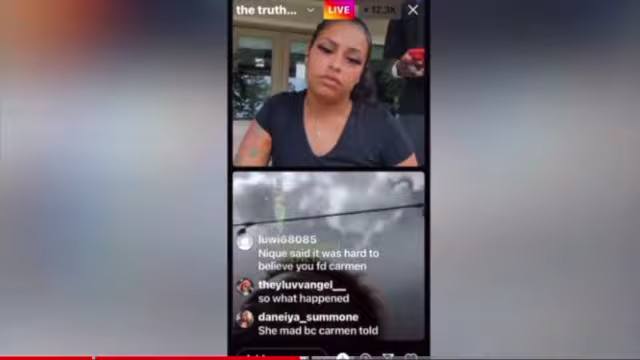 the truth... LIVE 12.3K
luwi68085
Nique said it was hard to
believe you fd carmen
theyluvvangel__
so what happened
daneiya_summone
She mad bc carmen told